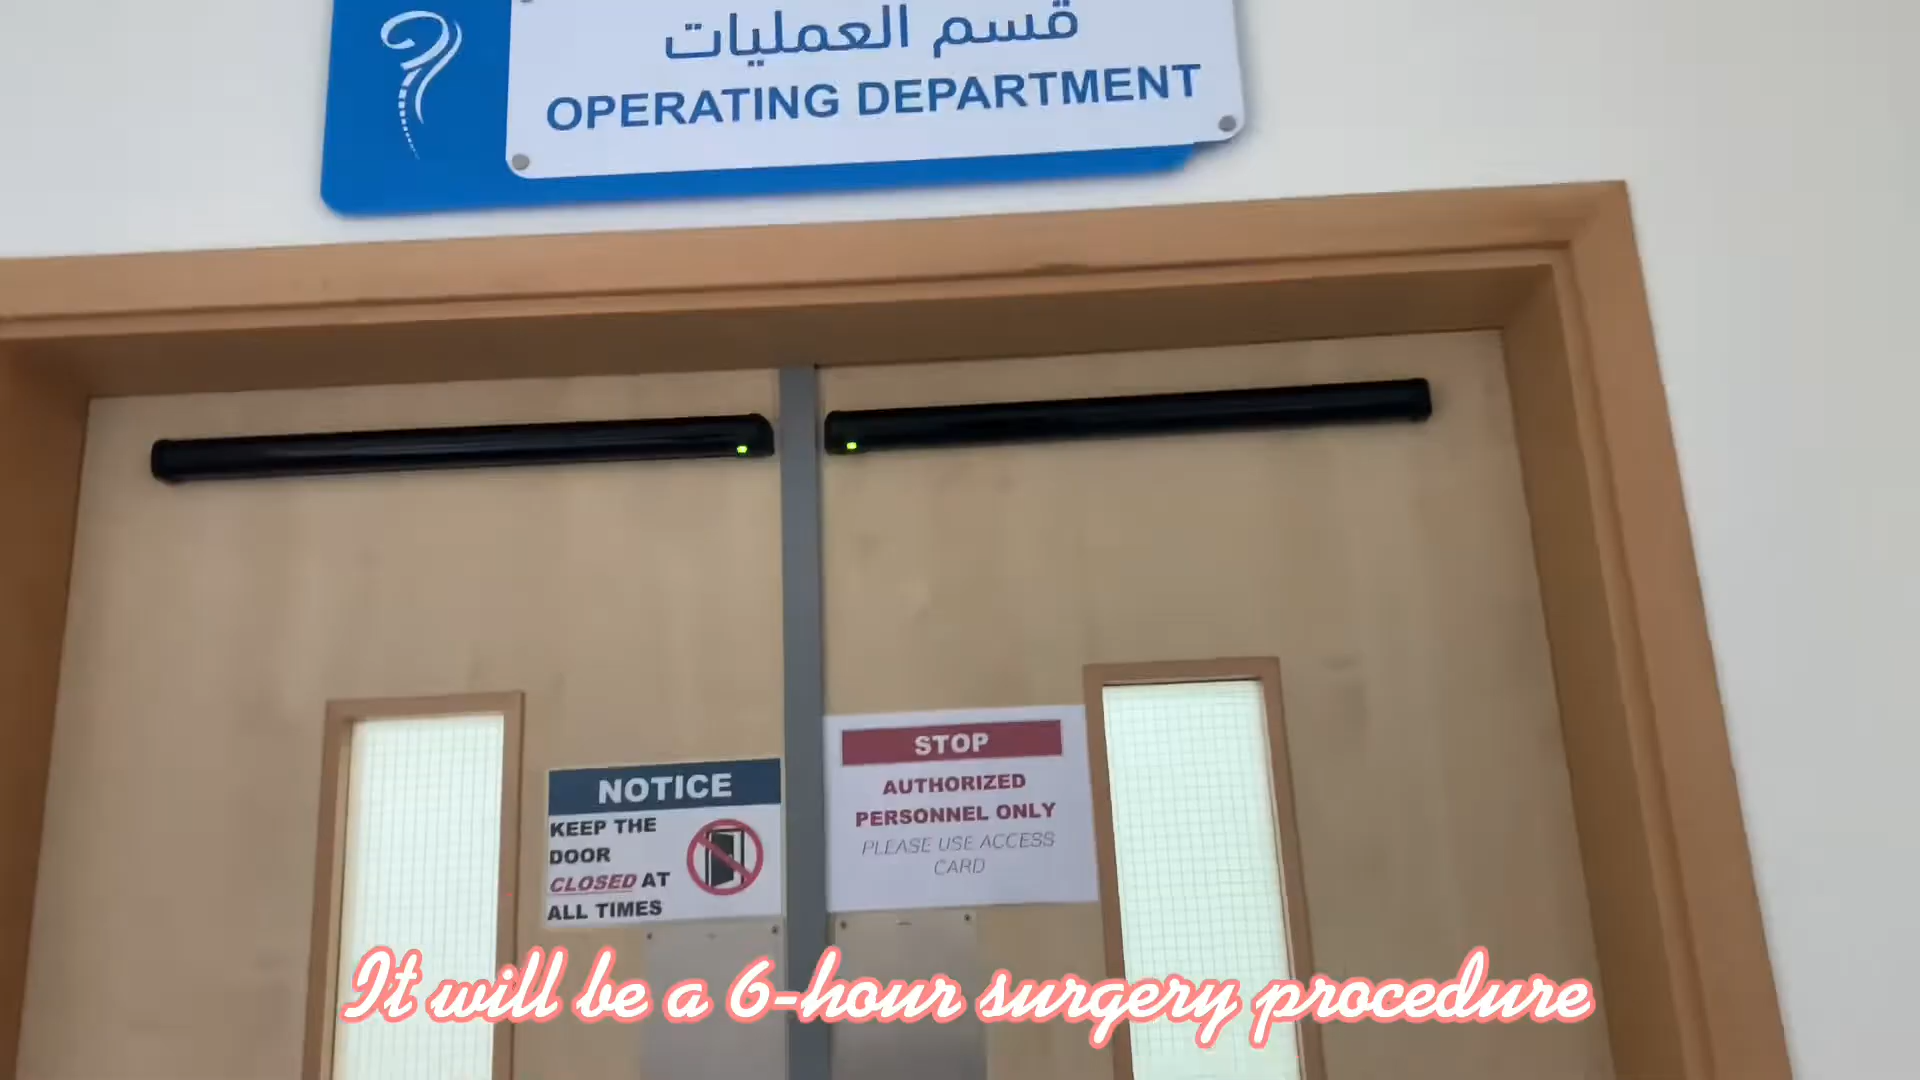 قسم العمليات
OPERATING DEPARTMENT
NOTICE
KEEP THE
DOOR
CLOSED AT
ALL TIMES
STOP
AUTHORIZED
PERSONNEL ONLY
PLEASE USE ACCESS
CARD
It will be a 6-hour surgery procedure